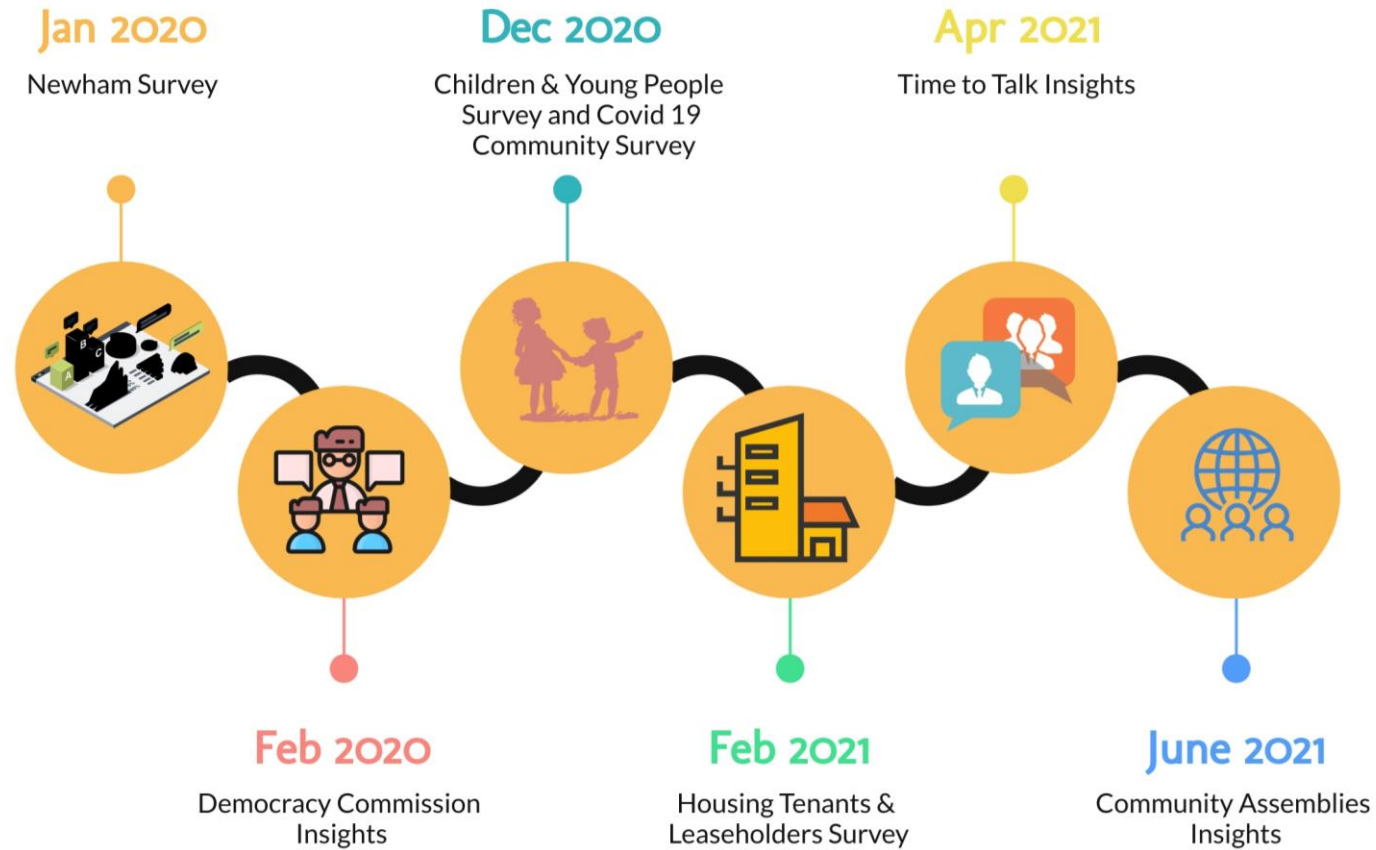 Jan 2020
Newham Survey
Dec 2020
Children & Young People
Survey and Covid 19
Community Survey
Apr 2021
Time to Talk Insights
A
B
C
Feb 2020
Democracy Commission
Insights
Feb 2021
Housing Tenants &
Leaseholders Survey
June 2021
Community Assemblies
Insights